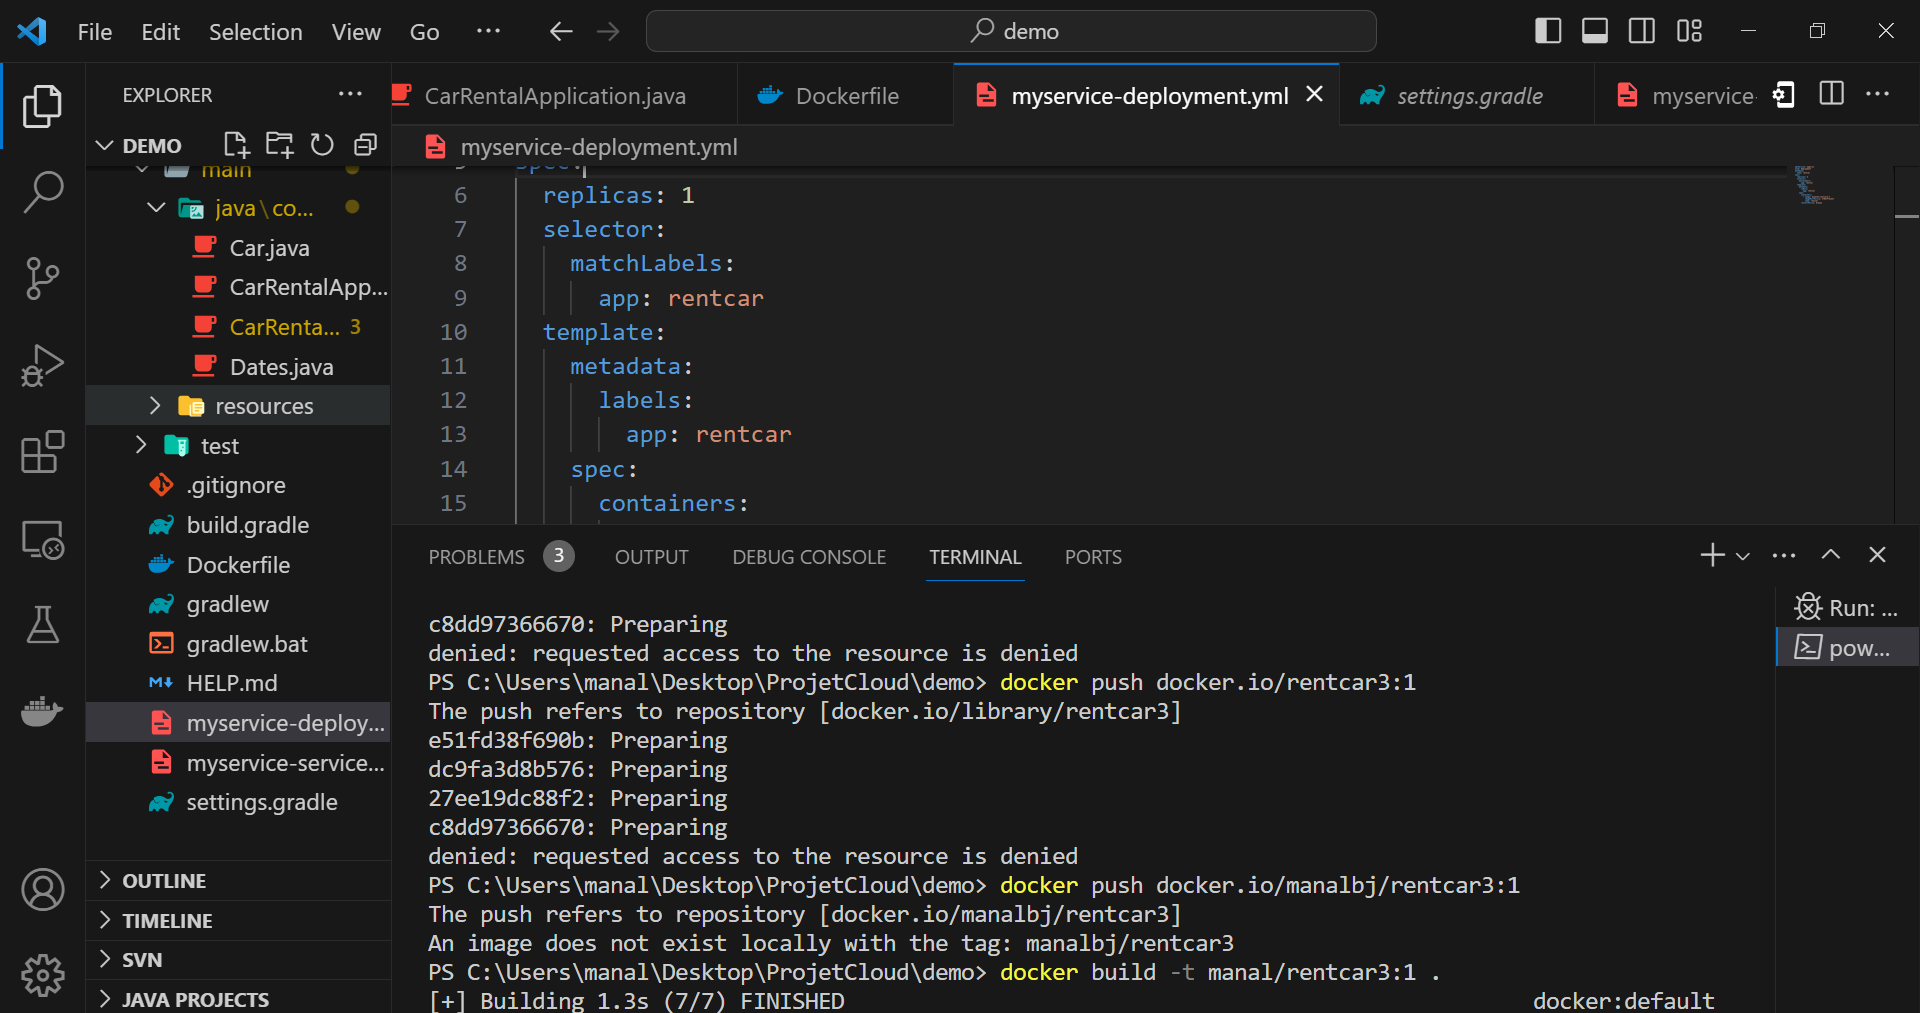 File Edit Selection View Go ··· demo
EXPLORER ···
CarRentalApplication.java Dockerfile myservice-deployment.yml settings.gradle myservice-
DEMO
myservice-deployment.yml
main
java\co...
Car.java
CarRentalApp...
CarRenta... 3
Dates.java
resources
test
.gitignore
build.gradle
Dockerfile
gradlew
gradlew.bat
HELP.md
myservice-deploy...
myservice-service...
settings.gradle
OUTLINE
TIMELINE
SVN
JAVA PROJECTS
spec:
6 replicas: 1
7 selector:
8 matchLabels:
9 app: rentcar
10 template:
11 metadata:
12 labels:
13 app: rentcar
14 spec:
15 containers:
PROBLEMS 3 OUTPUT DEBUG CONSOLE TERMINAL PORTS
Run: ...
pow...
c8dd97366670: Preparing
denied: requested access to the resource is denied
PS C:\Users\manal\Desktop\ProjetCloud\demo> docker push docker.io/rentcar3:1
The push refers to repository [docker.io/library/rentcar3]
e51fd38f690b: Preparing
dc9fa3d8b576: Preparing
27ee19dc88f2: Preparing
c8dd97366670: Preparing
denied: requested access to the resource is denied
PS C:\Users\manal\Desktop\ProjetCloud\demo> docker push docker.io/manalbj/rentcar3:1
The push refers to repository [docker.io/manalbj/rentcar3]
An image does not exist locally with the tag: manalbj/rentcar3
PS C:\Users\manal\Desktop\ProjetCloud\demo> docker build -t manal/rentcar3:1 .
[+] Building 1.3s (7/7) FINISHED docker:default